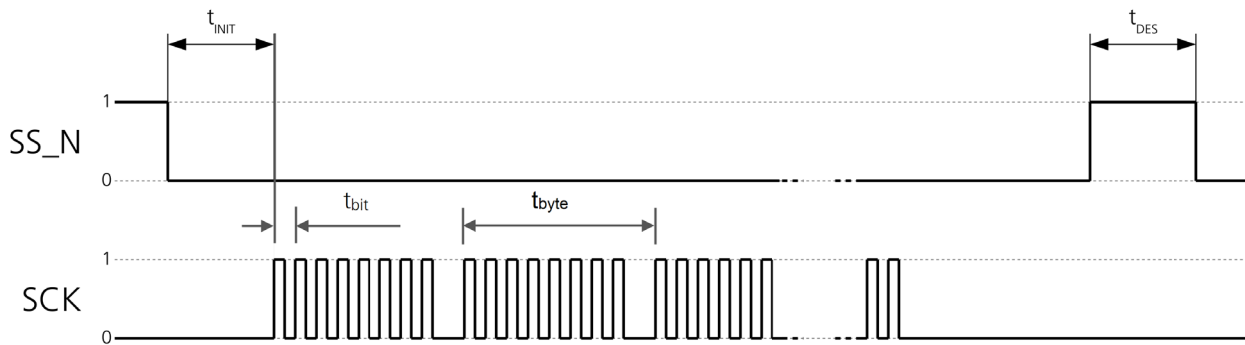 tINIT
tDES
1
SS_N
0
tbit
tbyte
1
SCK
0